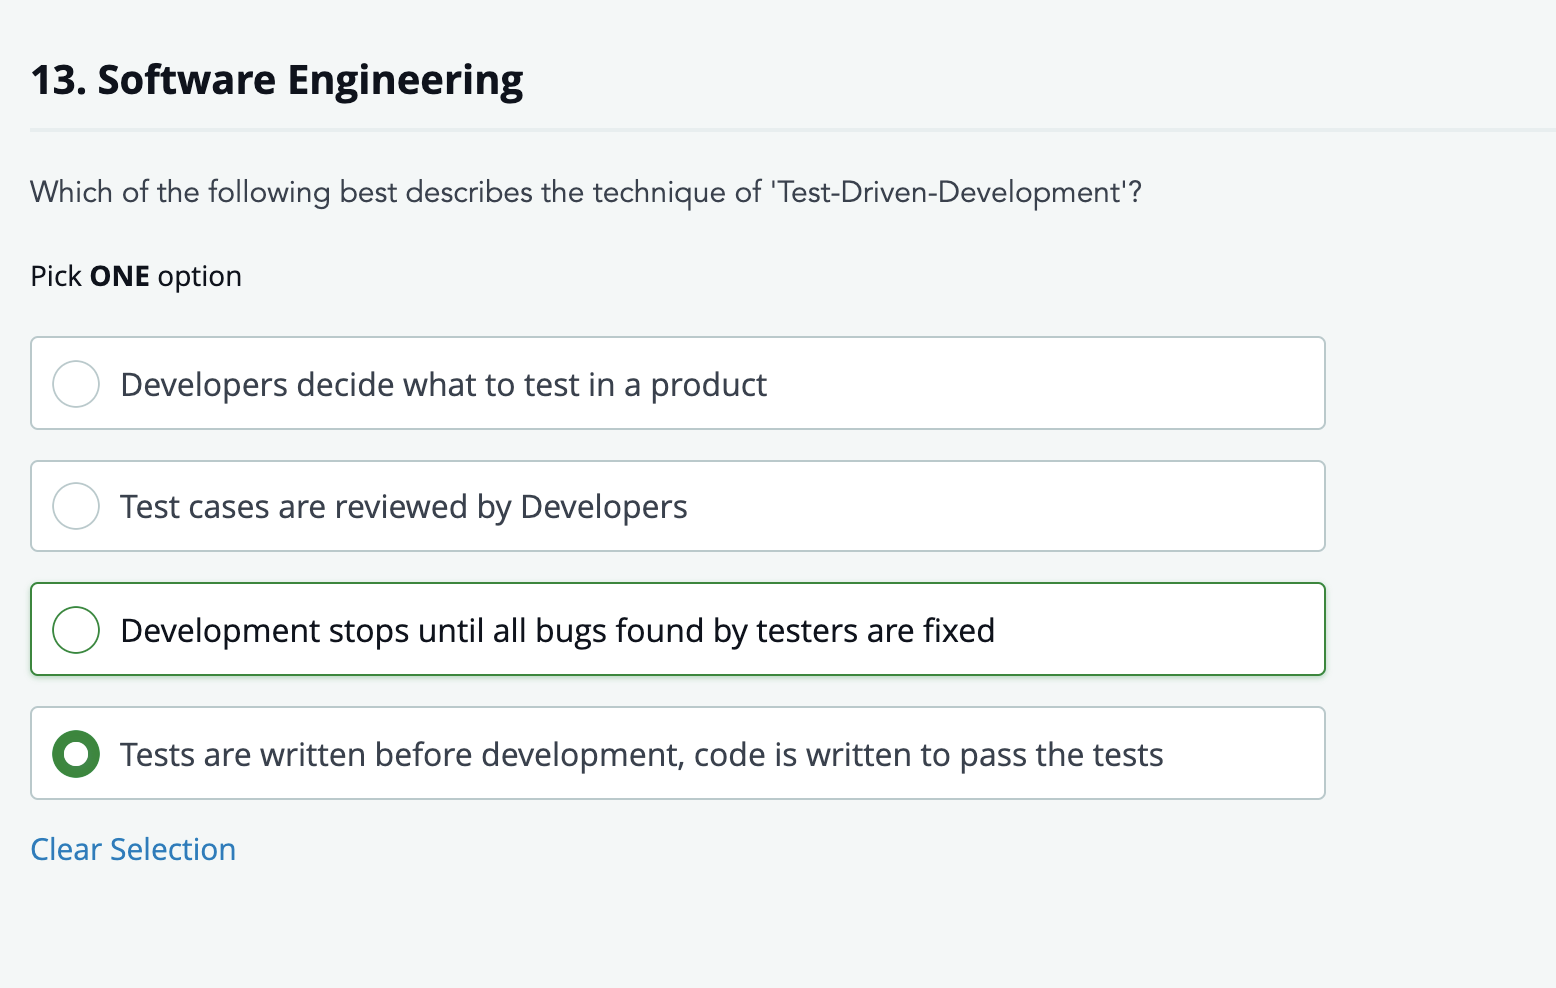 13. Software Engineering
Which of the following best describes the technique of 'Test-Driven-Development'?
Pick ONE option
Developers decide what to test in a product
Test cases are reviewed by Developers
Development stops until all bugs found by testers are fixed
Tests are written before development, code is written to pass the tests
Clear Selection